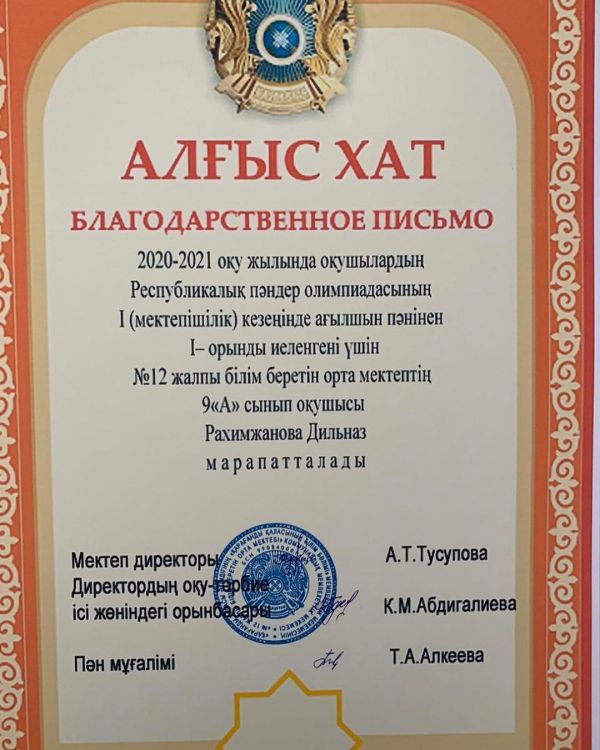 АЛҒЫС ХАТ
БЛАГОДАРСТВЕННОЕ ПИСЬМО
2020-2021 оқу жылында оқушылардың
Республикалық пәндер олимпиадасының
I (мектепішілік) кезеңінде ағылшын пәнінен
I– орынды иеленгені үшін
№12 жалпы білім беретін орта мектептің
9«А» сынып оқушысы
Рахимжанова Дильназ
марапатталады
Мектеп директоры А.Т.Тусупова
Директордың оқу-тәрбие
ісі жөніндегі орынбасары К.М.Абдигалиева
Пән мұғалімі Т.А.Алкеева